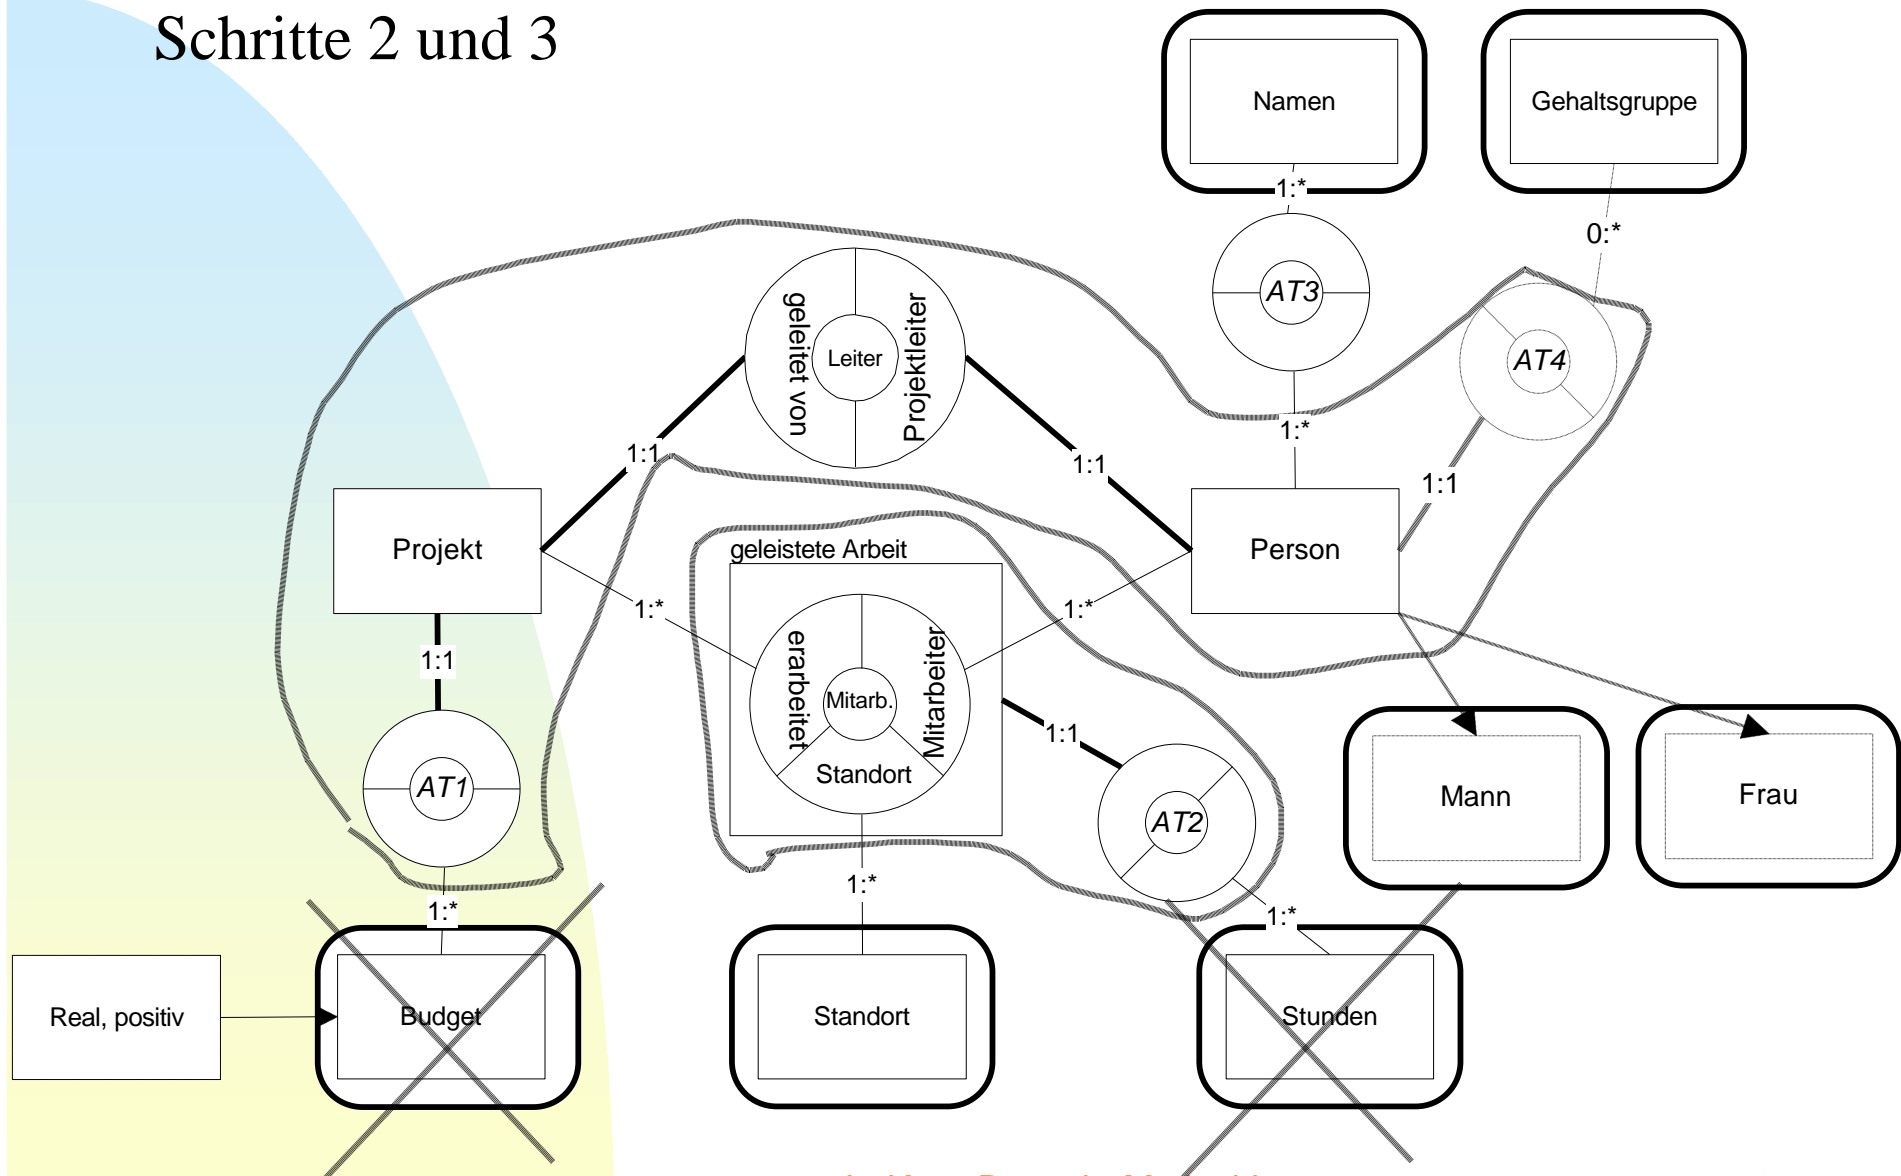 Schritte 2 und 3
Namen
Gehaltsgruppe
1:*
0:*
AT3
geleitet von
Leiter
Projektleiter
AT4
1:1
1:1
1:*
1:1
Projekt
geleistete Arbeit
Person
1:*
1:*
1:1
erarbeitet
Mitarb.
Mitarbeiter
Standort
1:1
AT1
AT2
Mann
Frau
1:*
1:*
1:*
Real, positiv
Budget
Standort
Stunden